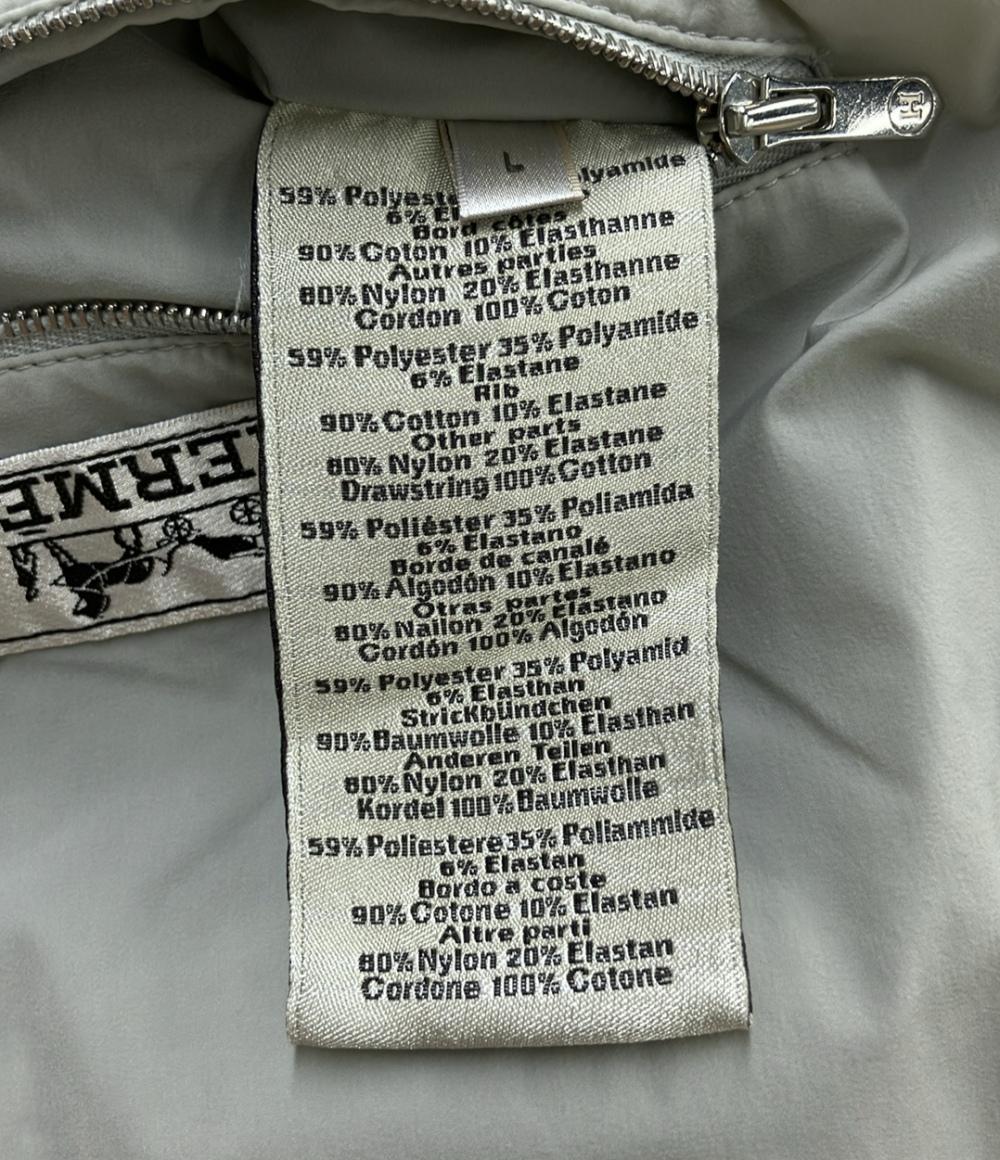 L
59% Polyest lyamide
6% El
Bord côtes
90% Coton 10% Elasthanne
Autres parties
80% Nylon 20% Elasthanne
Cordon 100% Coton
59% Polyester 35% Polyamide
6% Elastane
Rib
90% Cotton 10% Elastane
Other parts
80% Nylon 20% Elastane
Drawstring 100% Cotton
59% Poliéster 35% Poliamida
6% Elastano
Borde de canalé
90% Algodón 10% Elastano
Otras partes
80% Nailon 20% Elastano
Cordón 100% Algodón
59% Polyester 35% Polyamid
6% Elasthan
Strickbündchen
90% Baumwolle 10% Elasthan
Anderen Teilen
80% Nylon 20% Elasthan
Kordel 100% Baumwolle
59% Poliestere 35% Poliammide
6% Elastan
Bordo a coste
90% Cotone 10% Elastan
Altre parti
80% Nylon 20% Elastan
Cordone 100% Cotone
ERME
H